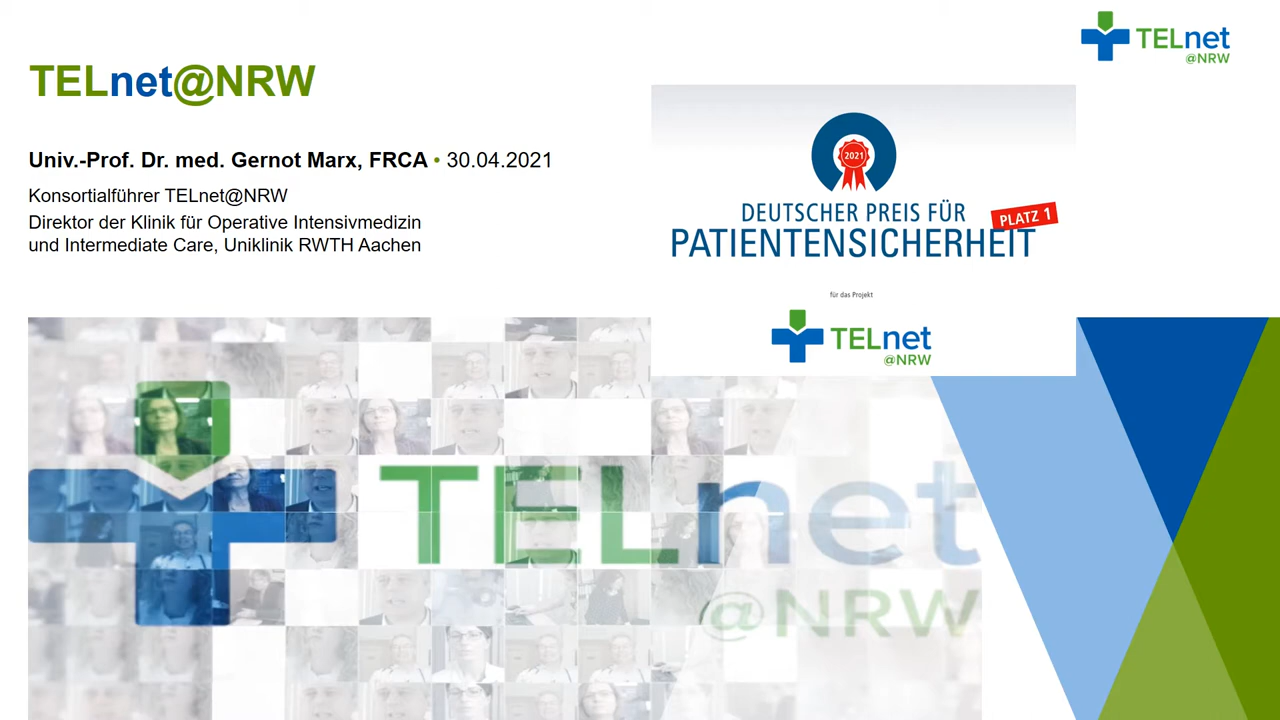 TELnet
@NRW
TELnet@NRW
Univ.-Prof. Dr. med. Gernot Marx, FRCA • 30.04.2021
Konsortialführer TELnet@NRW
Direktor der Klinik für Operative Intensivmedizin
und Intermediate Care, Uniklinik RWTH Aachen
2021
DEUTSCHER PREIS FÜR
PLATZ 1
PATIENTENSICHERHEIT
für das Projekt
TELnet
@NRW
TELnet
@NRW